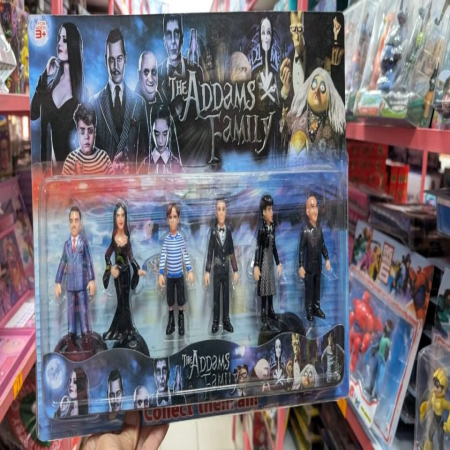 3+
THE
ADDAMS
Family
THE ADDAMS
FAMILY
Collect them all!